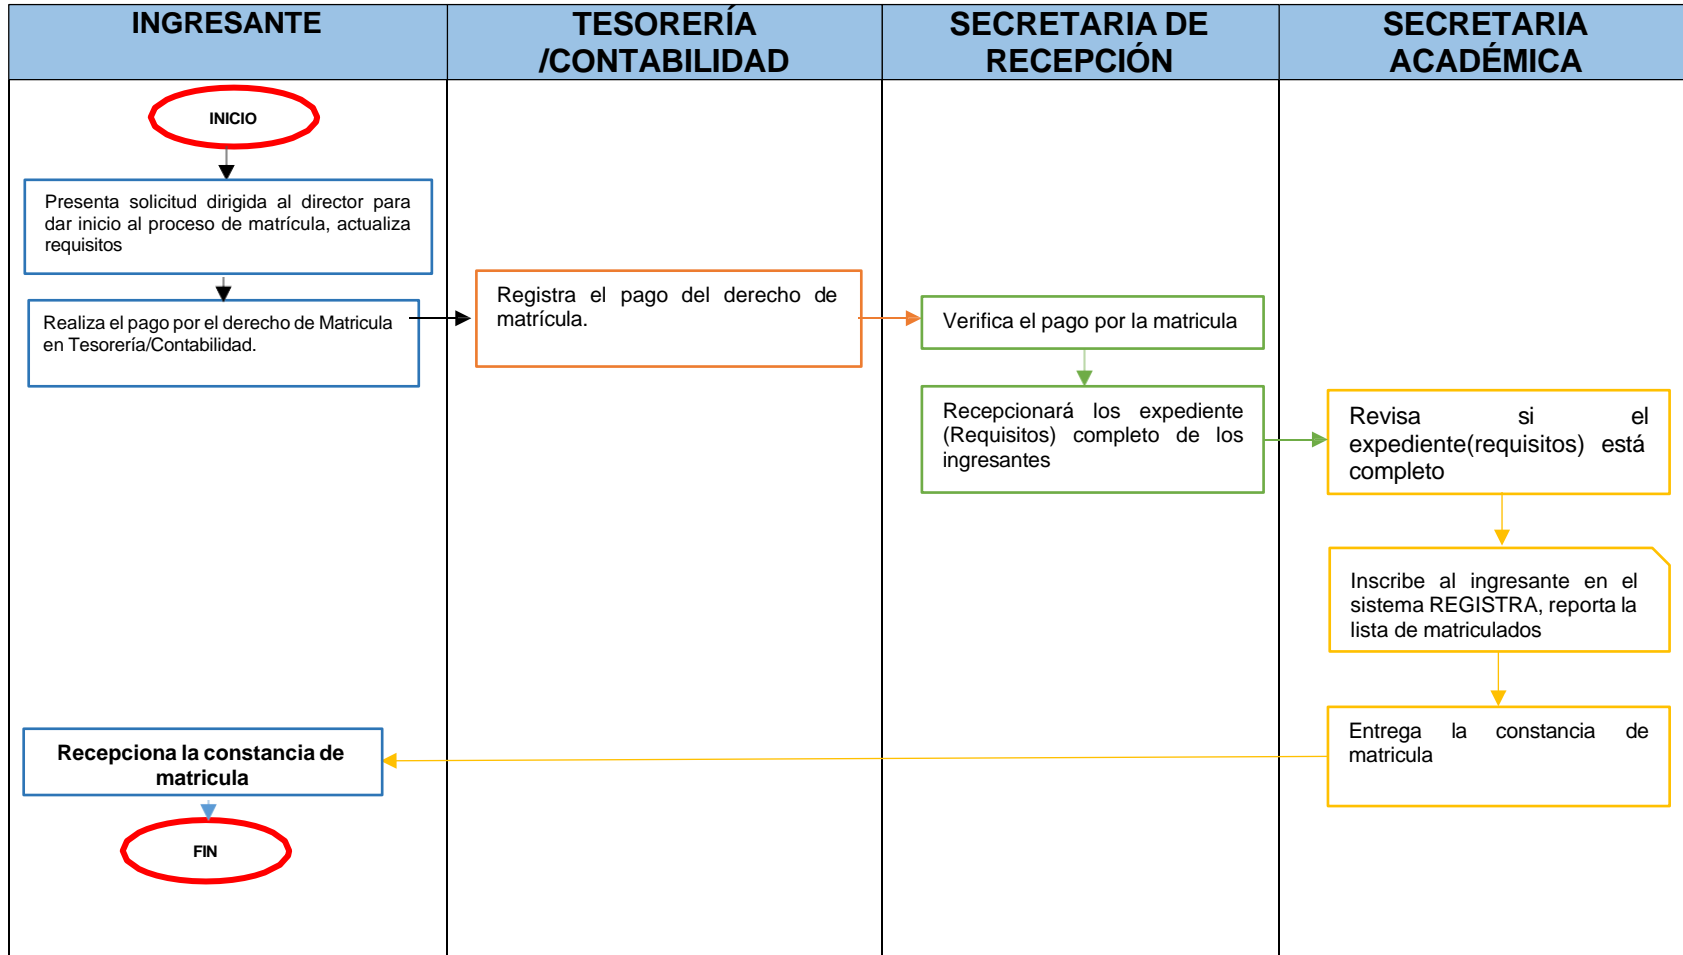 INGRESANTE
TESORERÍA
/CONTABILIDAD
SECRETARIA DE
RECEPCIÓN
SECRETARIA
ACADÉMICA
INICIO
Presenta solicitud dirigida al director para
dar inicio al proceso de matrícula, actualiza
requisitos
Realiza el pago por el derecho de Matricula
en Tesorería/Contabilidad.
Registra el pago del derecho de
matrícula.
Verifica el pago por la matricula
Recepcionará los expediente
(Requisitos) completo de los
ingresantes
Revisa si el
expediente(requisitos) está
completo
Inscribe al ingresante en el
sistema REGISTRA, reporta la
lista de matriculados
Entrega la constancia de
matricula
Recepciona la constancia de
matricula
FIN